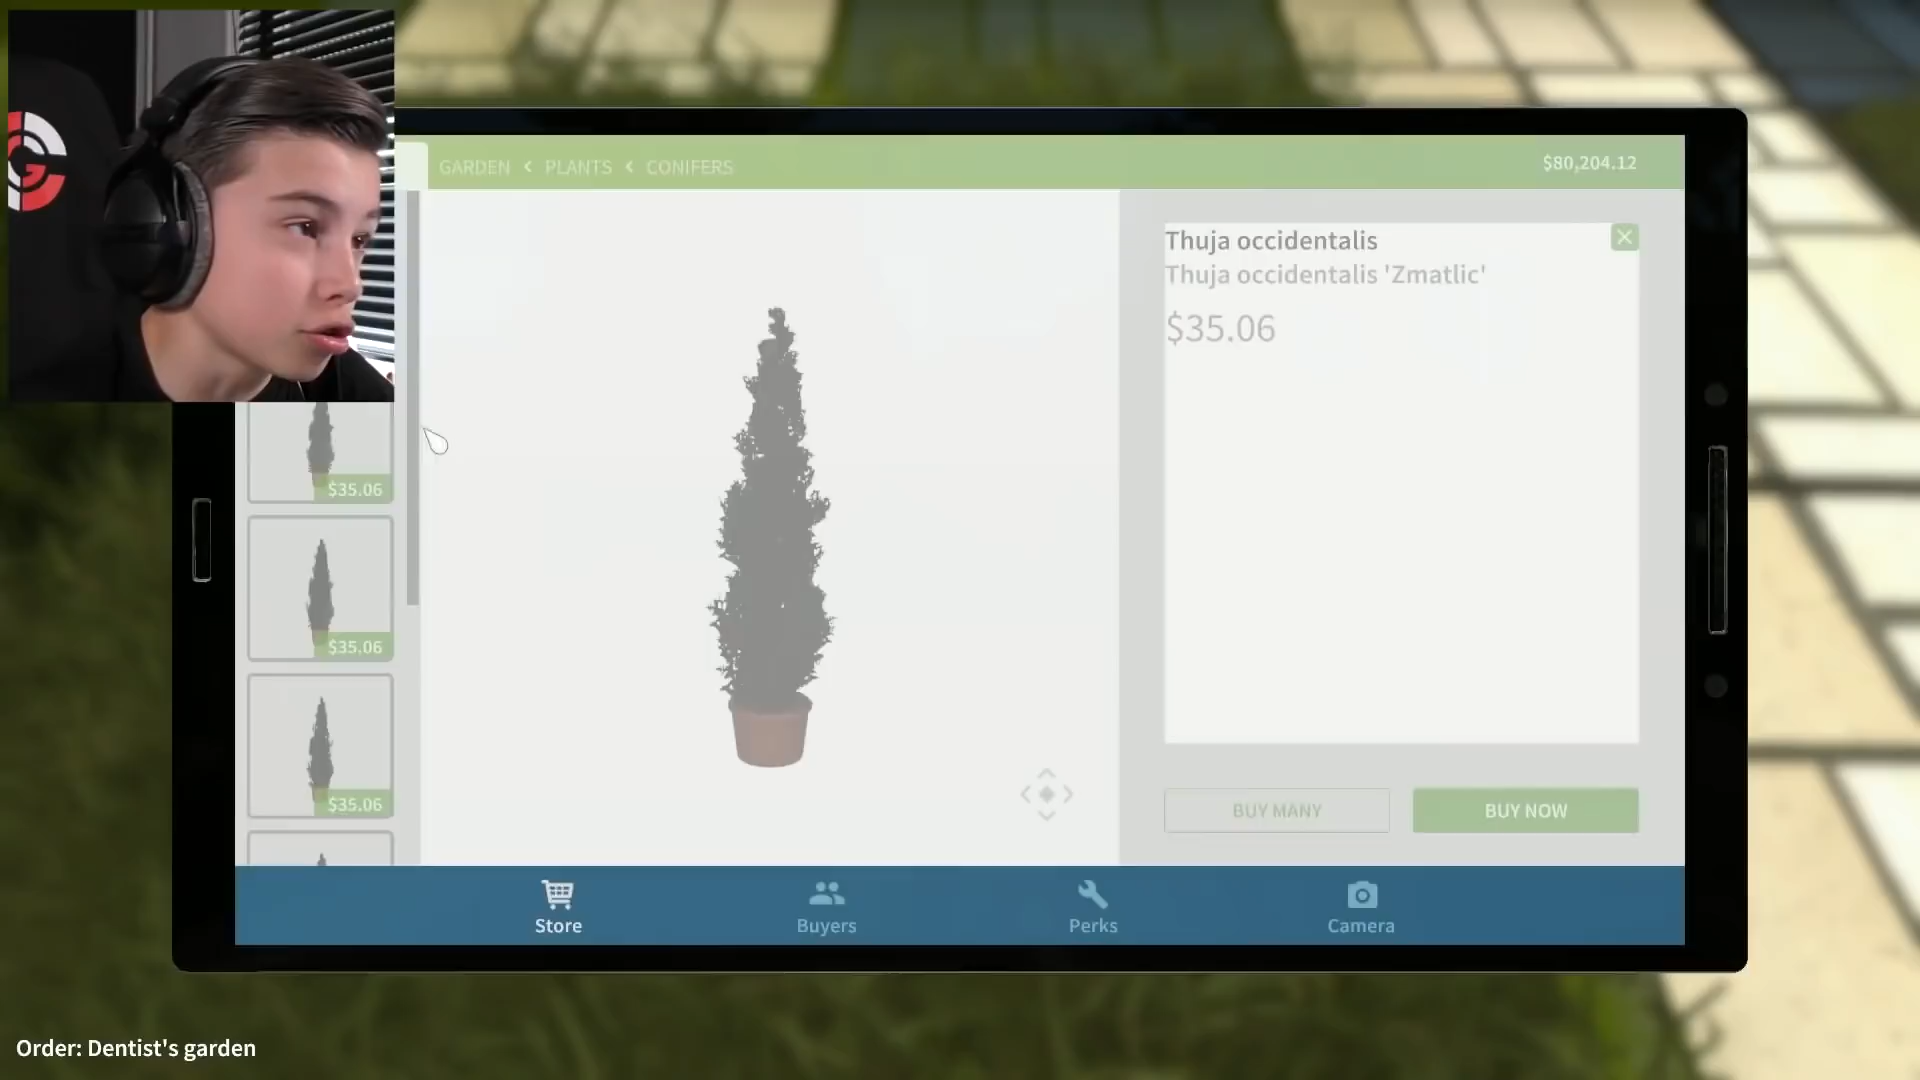 GARDEN < PLANTS < CONIFERS
$80,204.12
Thuja occidentalis
Thuja occidentalis 'Zmatlic'
$35.06
$35.06
$35.06
$35.06
BUY MANY
BUY NOW
Store
Buyers
Perks
Camera
Order: Dentist's garden
G